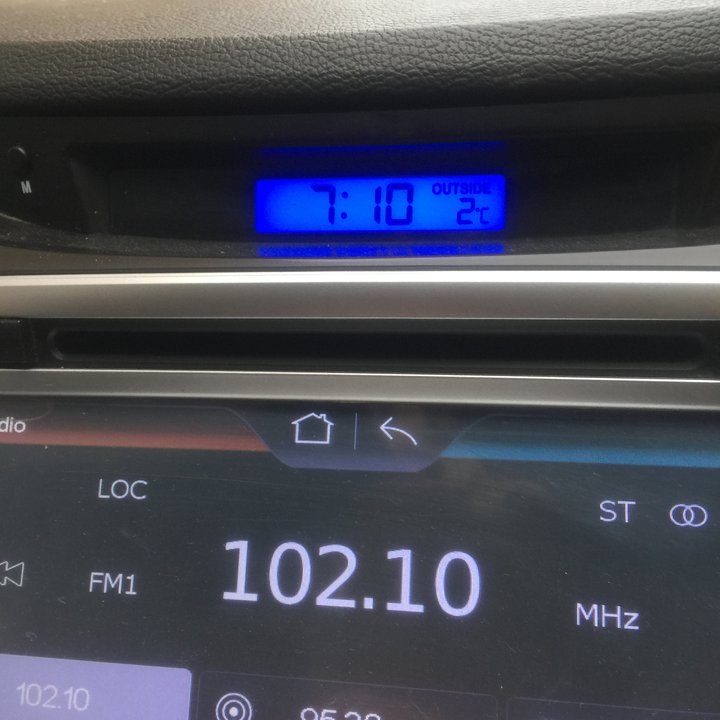 M
7:10 OUTSIDE 2°C
dio
LOC
ST
FM1 102.10 MHz
102.10